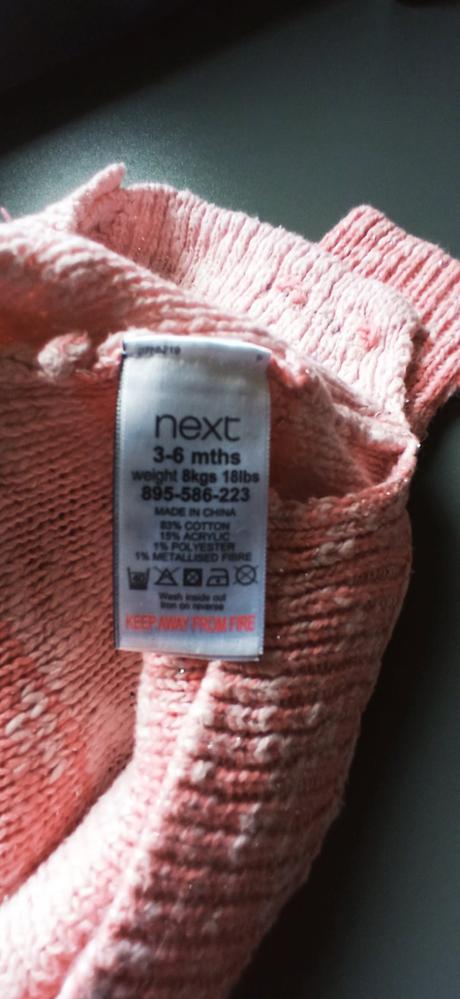 next
3-6 mths
weight 8kgs 18lbs
895-586-223
MADE IN CHINA
83% COTTON
15% ACRYLIC
1% POLYESTER
1% METALLISED FIBRE
40
Wash inside out
Iron on reverse
KEEP AWAY FROM FIRE